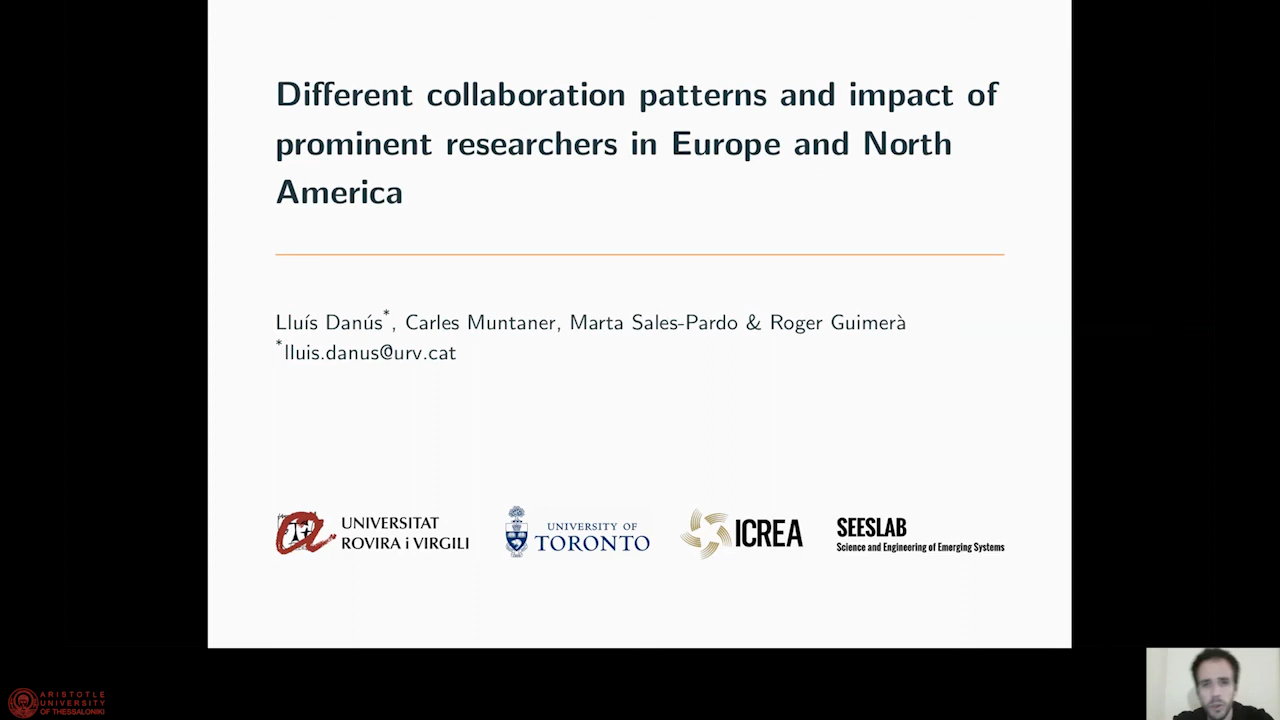 Different collaboration patterns and impact of
prominent researchers in Europe and North
America
Lluís Danús*, Carles Muntaner, Marta Sales-Pardo & Roger Guimerà
*lluis.danus@urv.cat
UNIVERSITAT
ROVIRA i VIRGILI
UNIVERSITY OF
TORONTO
ICREA
SEESLAB
Science and Engineering of Emerging Systems
ARISTOTLE
UNIVERSITY
OF THESSALONIKI